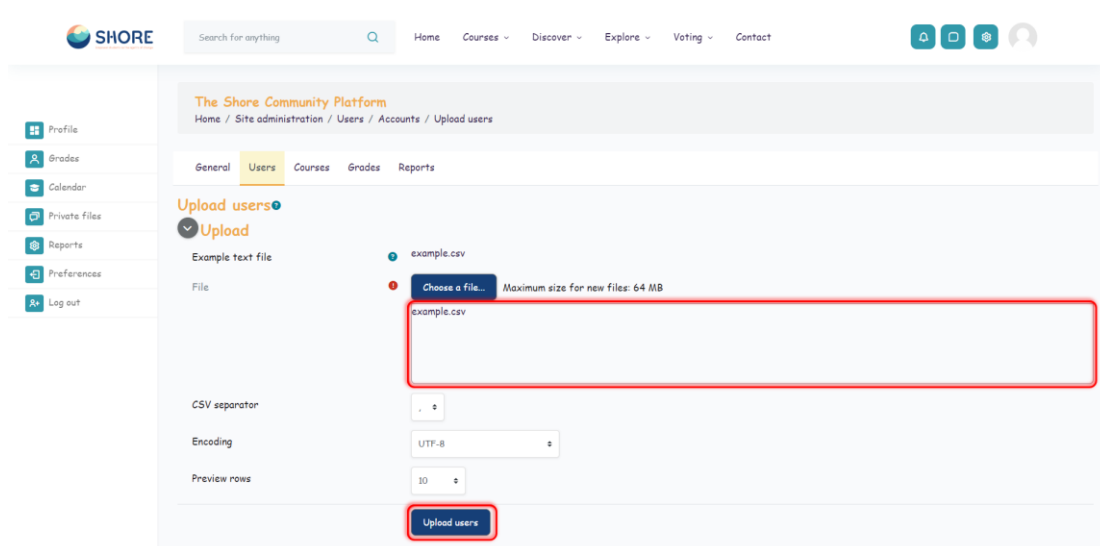 SHORE
Search for anything
Home Courses Discover Explore Voting Contact
The Shore Community Platform
Home / Site administration / Users / Accounts / Upload users
Profile
Grades
Calendar
Private files
Reports
Preferences
Log out
General Users Courses Grades Reports
Upload users
Upload
Example text file example.csv
File Choose a file... Maximum size for new files: 64 MB
example.csv
CSV separator ,
Encoding UTF-8
Preview rows 10
Upload users